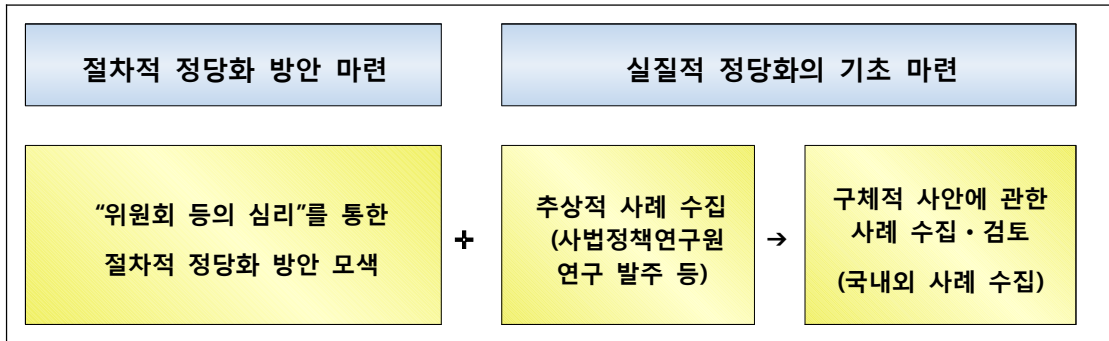 절차적 정당화 방안 마련
실질적 정당화의 기초 마련
“위원회 등의 심리”를 통한
절차적 정당화 방안 모색
+
추상적 사례 수집
(사법정책연구원
연구 발주 등)
→
구체적 사안에 관한
사례 수집・검토
(국내외 사례 수집)